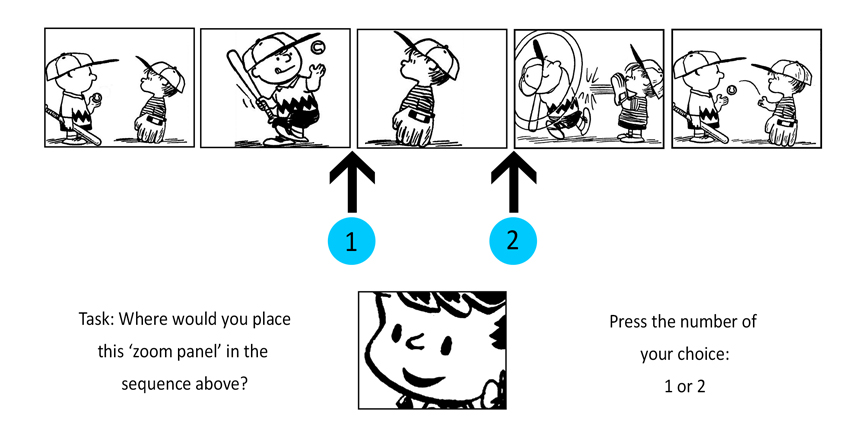 1
2
Task: Where would you place
this ‘zoom panel’ in the
sequence above?
Press the number of
your choice:
1 or 2